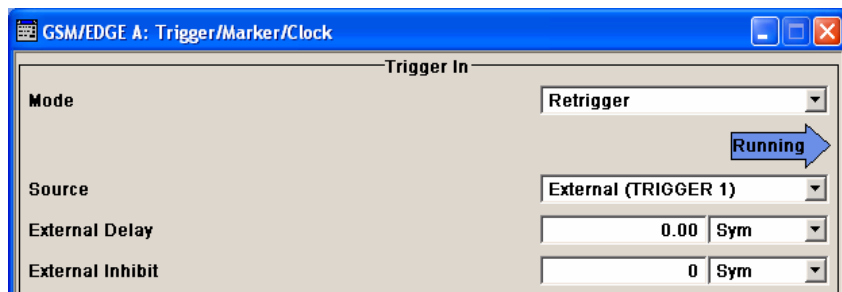 GSM/EDGE A: Trigger/Marker/Clock
Trigger In
Mode Retrigger
Running
Source External (TRIGGER 1)
External Delay 0.00 Sym
External Inhibit 0 Sym